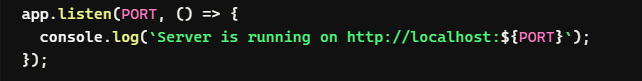 app.listen(PORT, () => {
  console.log(`Server is running on http://localhost:${PORT}`);
});